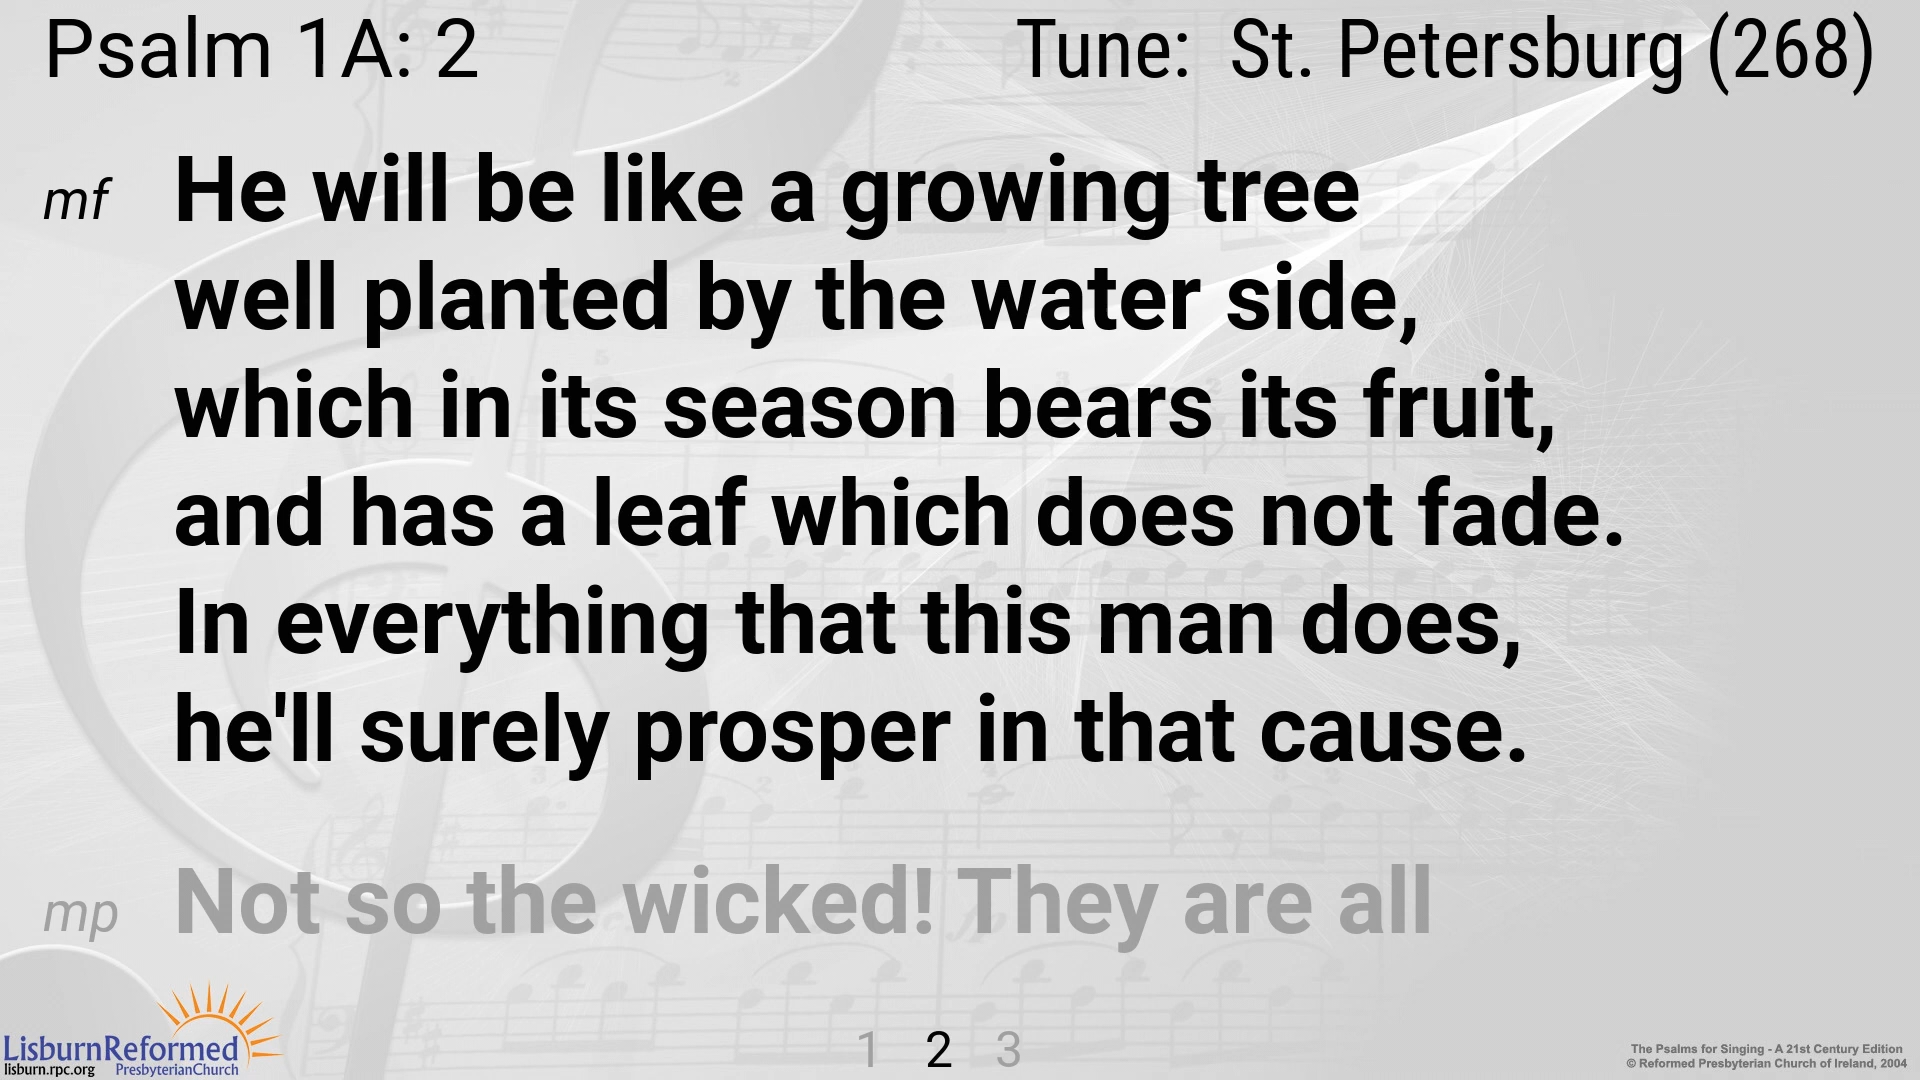 Psalm 1A: 2
Tune: St. Petersburg (268)
mf He will be like a growing tree
well planted by the water side,
which in its season bears its fruit,
and has a leaf which does not fade.
In everything that this man does,
he'll surely prosper in that cause.
mp Not so the wicked! They are all
LisburnReformed
lisburn.rpc.org PresbyterianChurch
1 2 3
The Psalms for Singing - A 21st Century Edition
© Reformed Presbyterian Church of Ireland, 2004